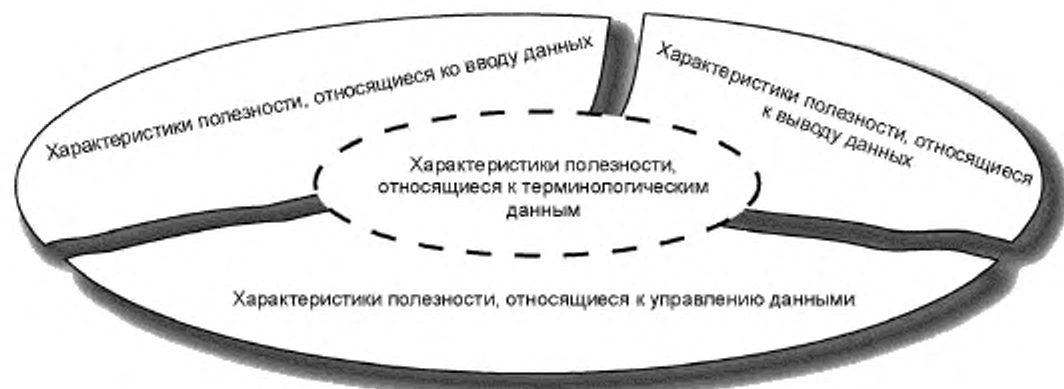 Характеристики полезности, относящиеся ко вводу данных
Характеристики полезности, относящиеся
к выводу данных
Характеристики полезности,
относящиеся к терминологическим
данным
Характеристики полезности, относящиеся к управлению данными